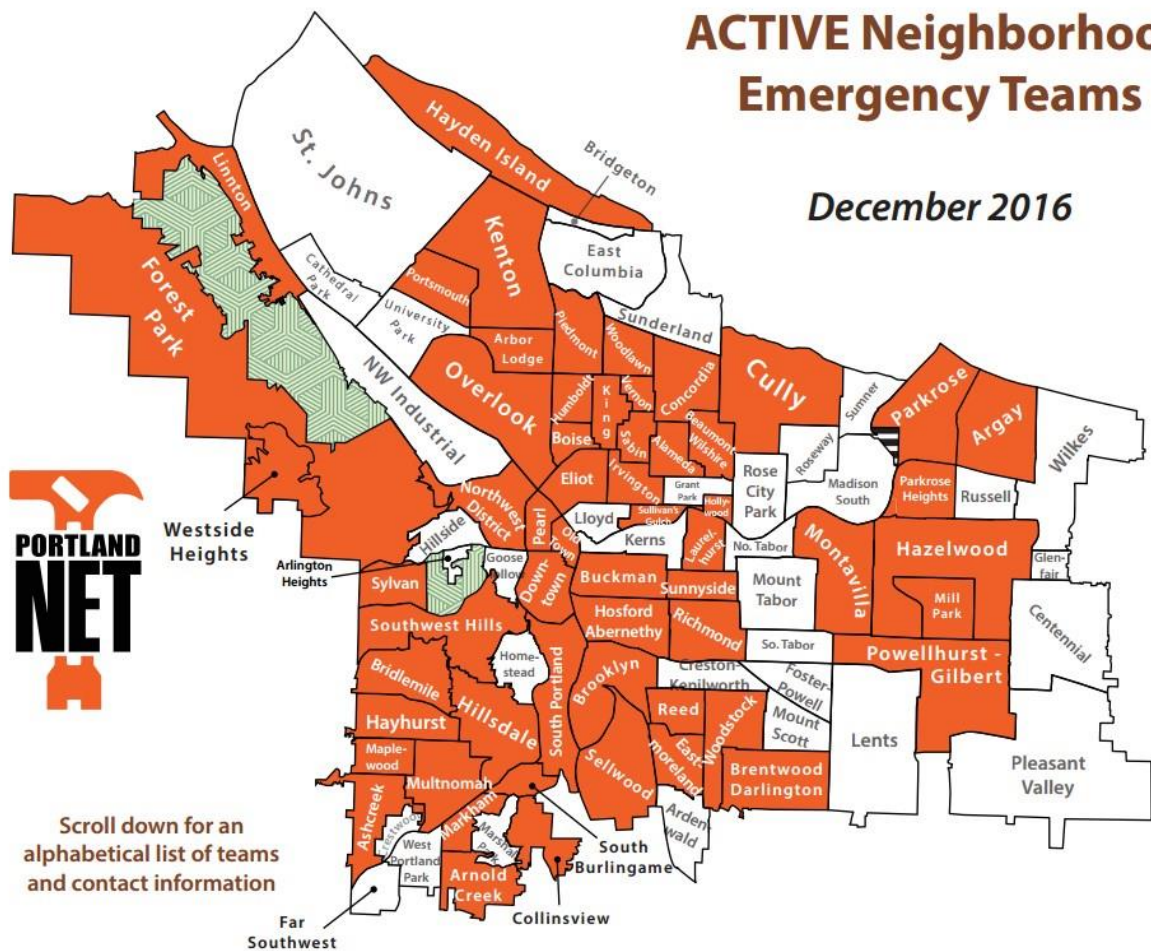 ACTIVE Neighborhoo
Emergency Teams
December 2016
Hayden Island
Bridgeton
St. Johns
Linnton
Kenton
East
Columbia
Forest
Park
Cathedral
Park
Portsmouth
University
Park
Sunderland
Piedmont
Woodlawn
Arbor
Lodge
NW Industrial
Overlook
Humboldt
King
Vernon
Concordia
Cully
Sumner
Parkrose
Argay
Wilkes
Boise
Sabin
Alameda
Beaumont
Wilshire
Roseway
Madison
South
Parkrose
Heights
Russell
Rose
City
Park
Grant
Park
Eliot
Irvington
Northwest
District
Pearl
Old
Town
Lloyd
Sullivan's
Gulch
Holly-
wood
Kerns
Laurel-
hurst
No. Tabor
Montavilla
Hazelwood
Glen-
fair
PORTLAND
NET
Westside
Heights
Hillside
Arlington
Heights
Goose
Hollow
Down-
town
Sylvan
Buckman
Sunnyside
Mount
Tabor
Mill
Park
Centennial
Southwest Hills
Hosford
Abernethy
Richmond
So. Tabor
Powellhurst -
Gilbert
Home-
stead
South Portland
Brooklyn
Creston-
Kenilworth
Foster-
Powell
Bridlemile
Hillsdale
Reed
Woodstock
Mount
Scott
Lents
Hayhurst
Maple-
wood
Multnomah
Sellwood
East-
moreland
Brentwood
Darlington
Pleasant
Valley
Ashcreek
Markham
Crestwood
West
Portland
Park
Marshall
Park
Arden-
wald
South
Burlingame
Arnold
Creek
Collinsview
Far
Southwest
Scroll down for an
alphabetical list of teams
and contact information